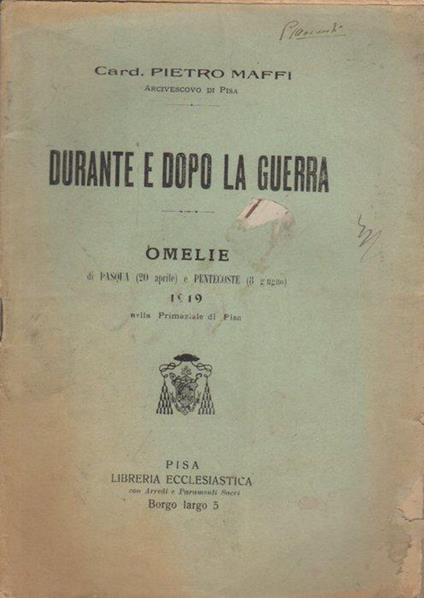 Card. PIETRO MAFFI
ARCIVESCOVO DI PISA
DURANTE E DOPO LA GUERRA
OMELIE
di PASQUA (20 aprile) e PENTECOSTE (8 giugno)
1919
nella Primaziale di Pisa
PISA
LIBRERIA ECCLESIASTICA
con Arredi e Paramenti Sacri
Borgo largo 5